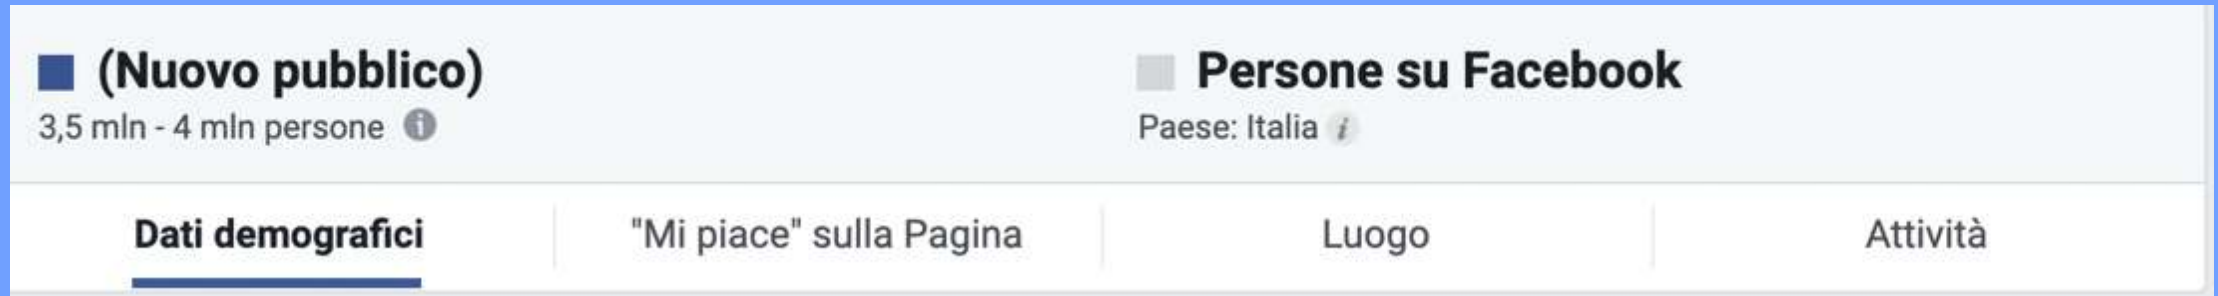 (Nuovo pubblico)
3,5 mln - 4 mln persone
Persone su Facebook
Paese: Italia
Dati demografici
"Mi piace" sulla Pagina
Luogo
Attività